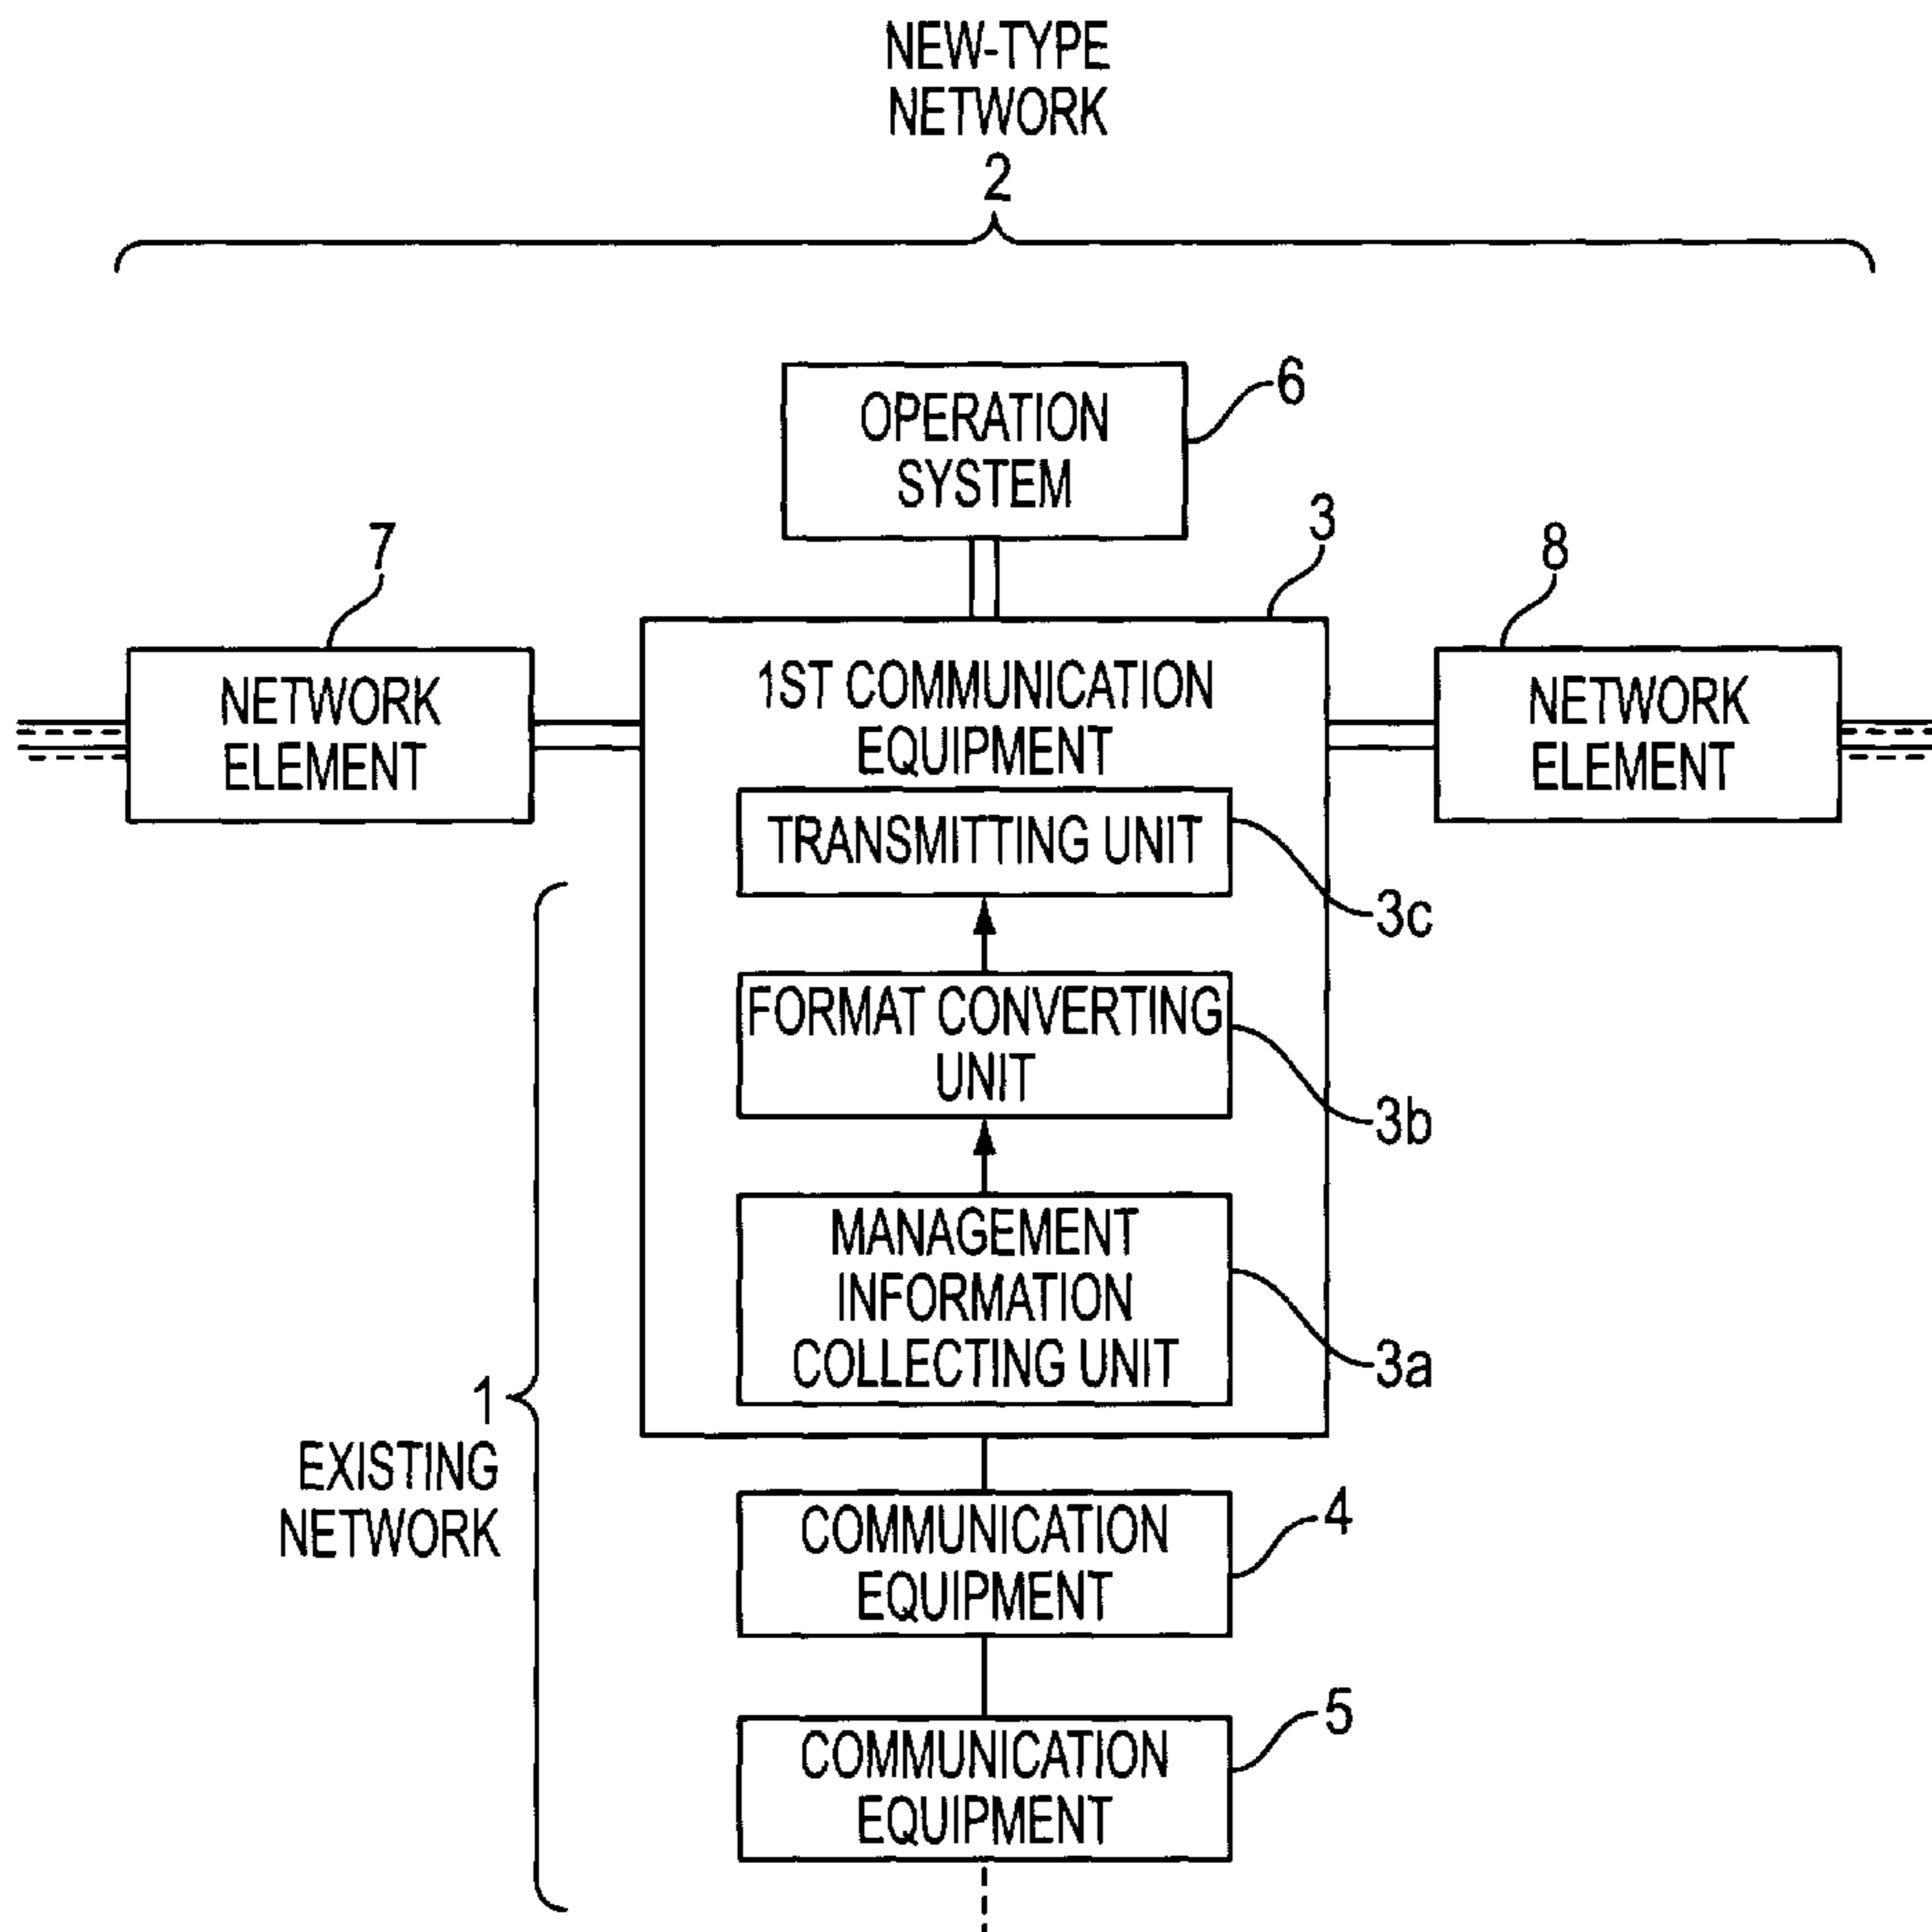 NEW-TYPE
NETWORK
2
OPERATION
SYSTEM
6
7
3
8
NETWORK
ELEMENT
1ST COMMUNICATION
EQUIPMENT
NETWORK
ELEMENT
TRANSMITTING UNIT
3c
FORMAT CONVERTING
UNIT
3b
MANAGEMENT
INFORMATION
COLLECTING UNIT
3a
1
EXISTING
NETWORK
COMMUNICATION
EQUIPMENT
4
COMMUNICATION
EQUIPMENT
5